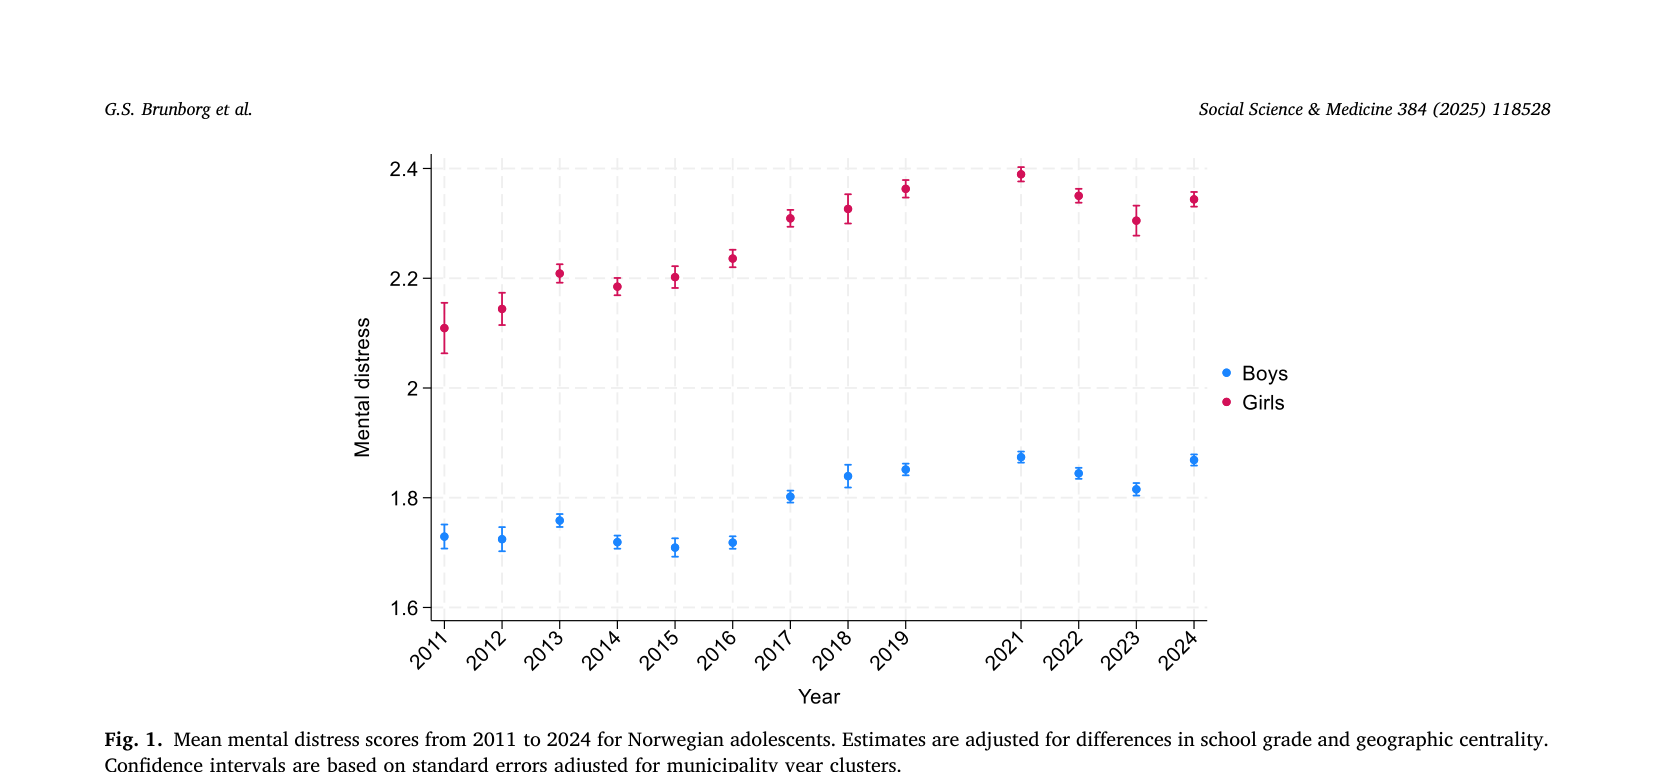 G.S. Brunborg et al.
Social Science & Medicine 384 (2025) 118528
2.4
2.2
2
1.8
1.6
Mental distress
Boys
Girls
2011
2012
2013
2014
2015
2016
2017
2018
2019
2021
2022
2023
2024
Year
Fig. 1. Mean mental distress scores from 2011 to 2024 for Norwegian adolescents. Estimates are adjusted for differences in school grade and geographic centrality.
Confidence intervals are based on standard errors adjusted for municipality year clusters.